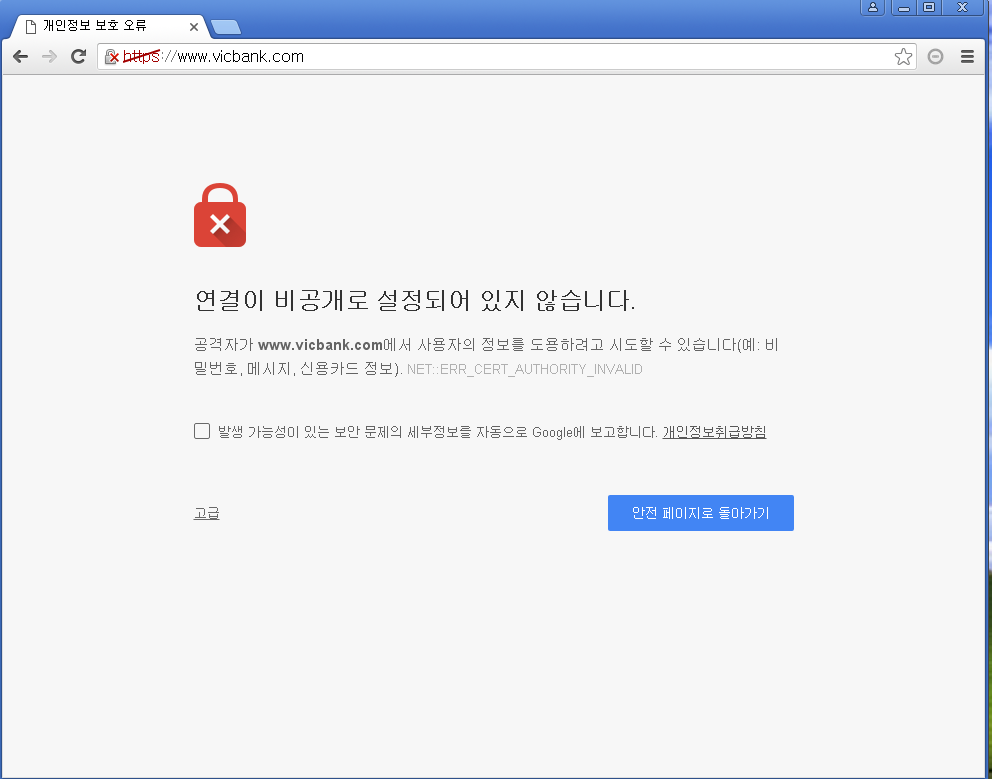 개인정보 보호 오류
https://www.vicbank.com
연결이 비공개로 설정되어 있지 않습니다.
공격자가 www.vicbank.com에서 사용자의 정보를 도용하려고 시도할 수 있습니다(예: 비
밀번호, 메시지, 신용카드 정보). NET::ERR_CERT_AUTHORITY_INVALID
발생 가능성이 있는 보안 문제의 세부정보를 자동으로 Google에 보고합니다. 개인정보취급방침
고급
안전 페이지로 돌아가기